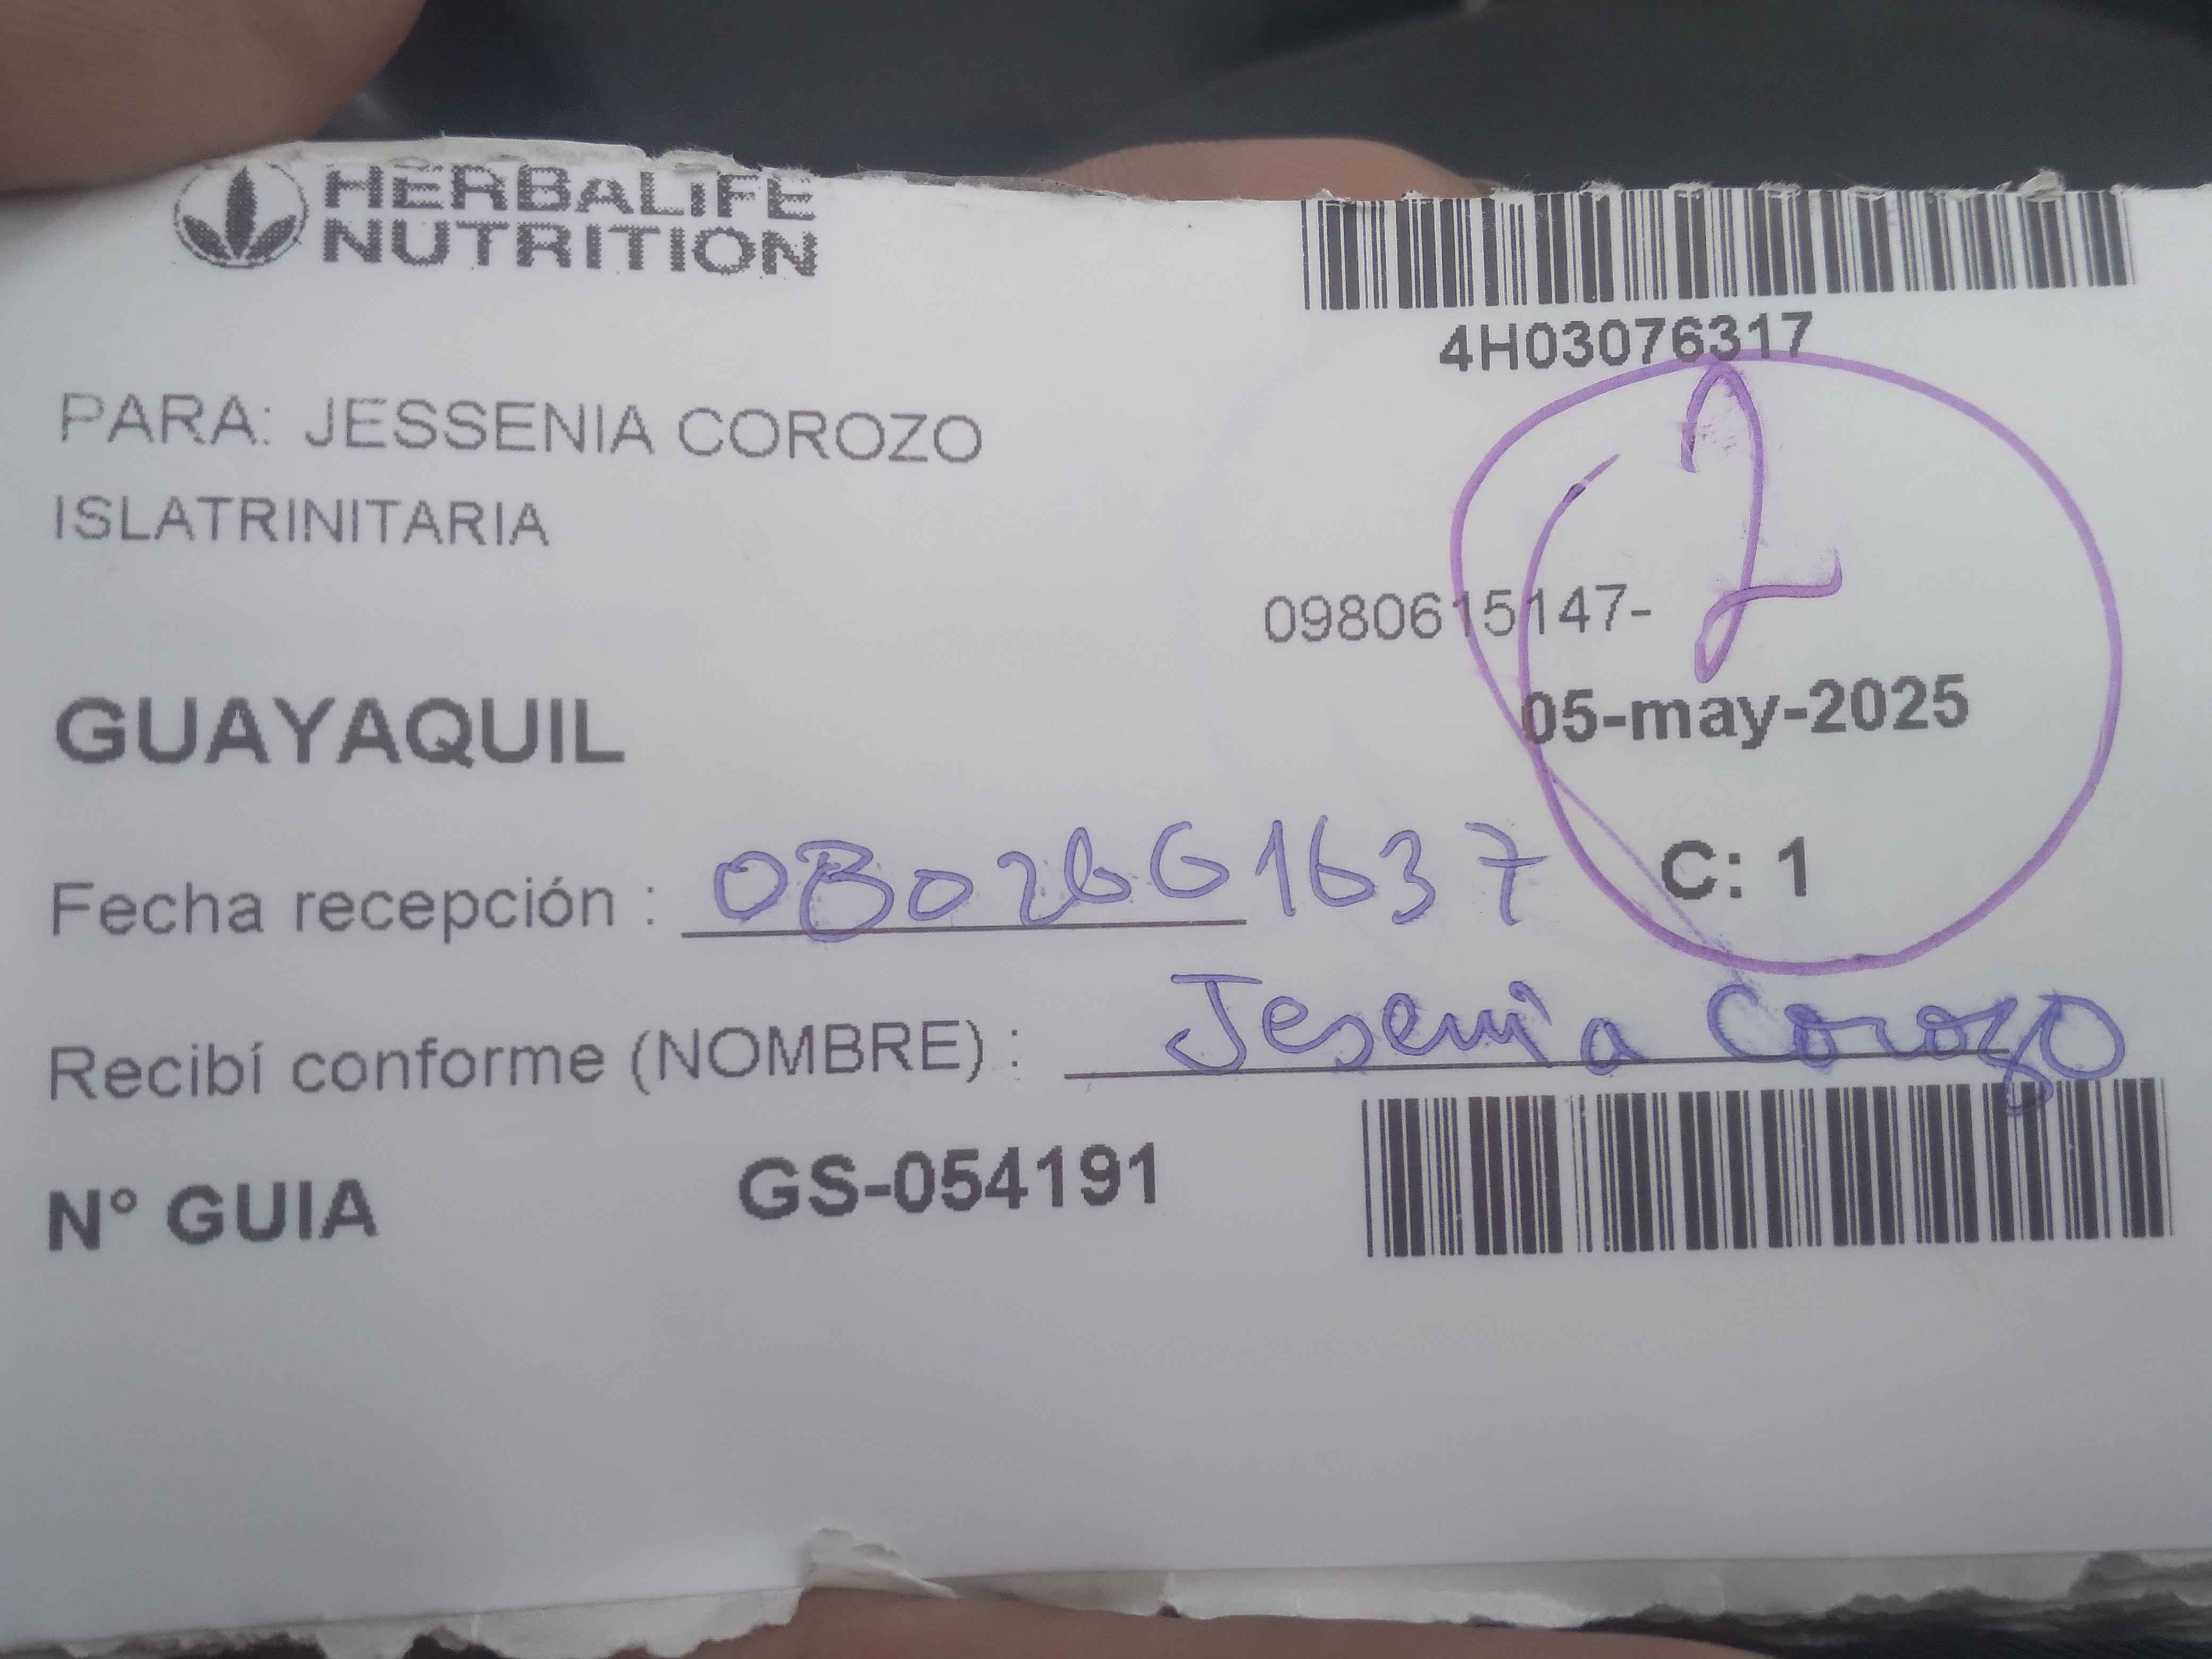 HERBALIFE
NUTRITION
4H03076317
2
PARA: JESSENIA COROZO
ISLATRINITARIA
0980615147-
GUAYAQUIL
05-may-2025
C: 1
Fecha recepción : 0802661637
Recibí conforme (NOMBRE) : Jesenia Corozo
N° GUIA GS-054191